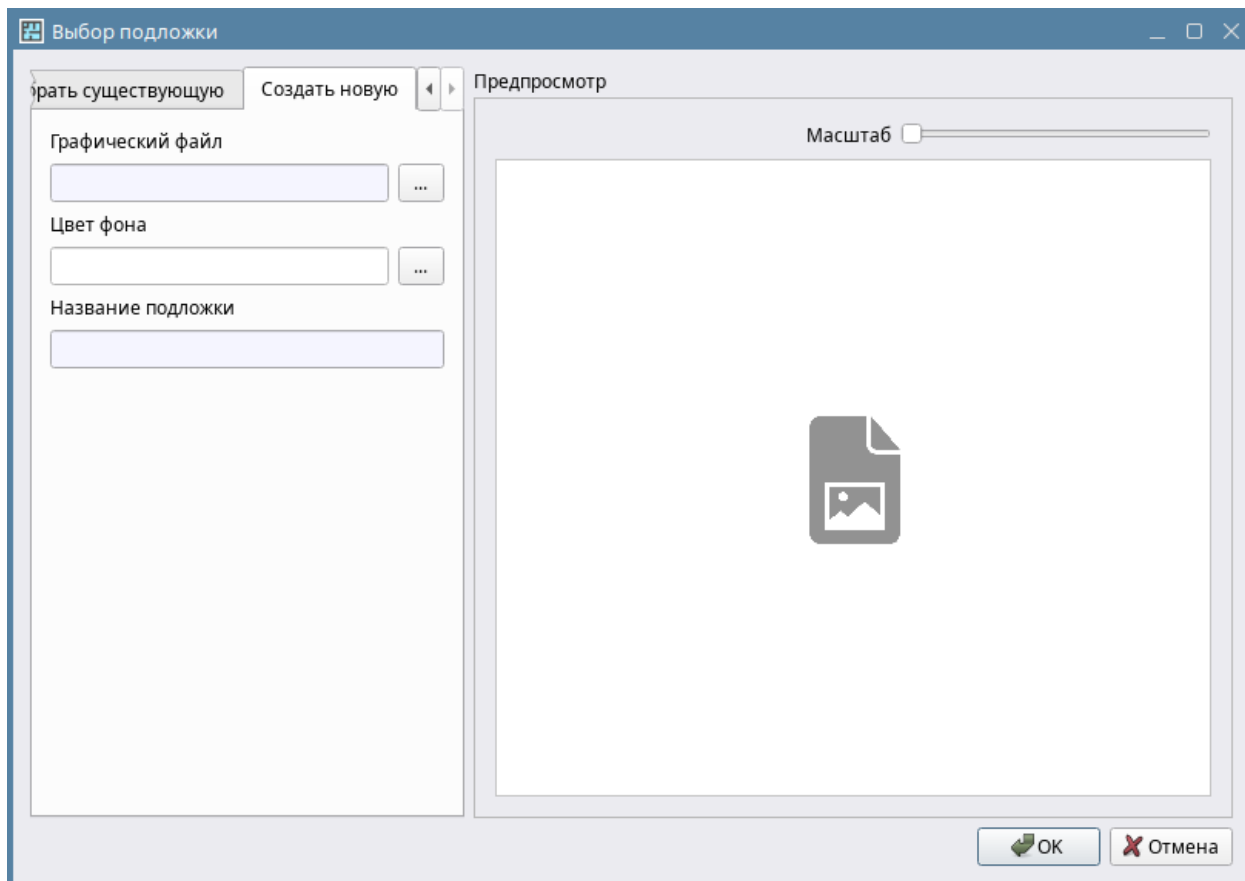 Выбор подложки
рать существующую
Создать новую
Предпросмотр
Графический файл
Масштаб
...
Цвет фона
...
Название подложки
OK
Отмена